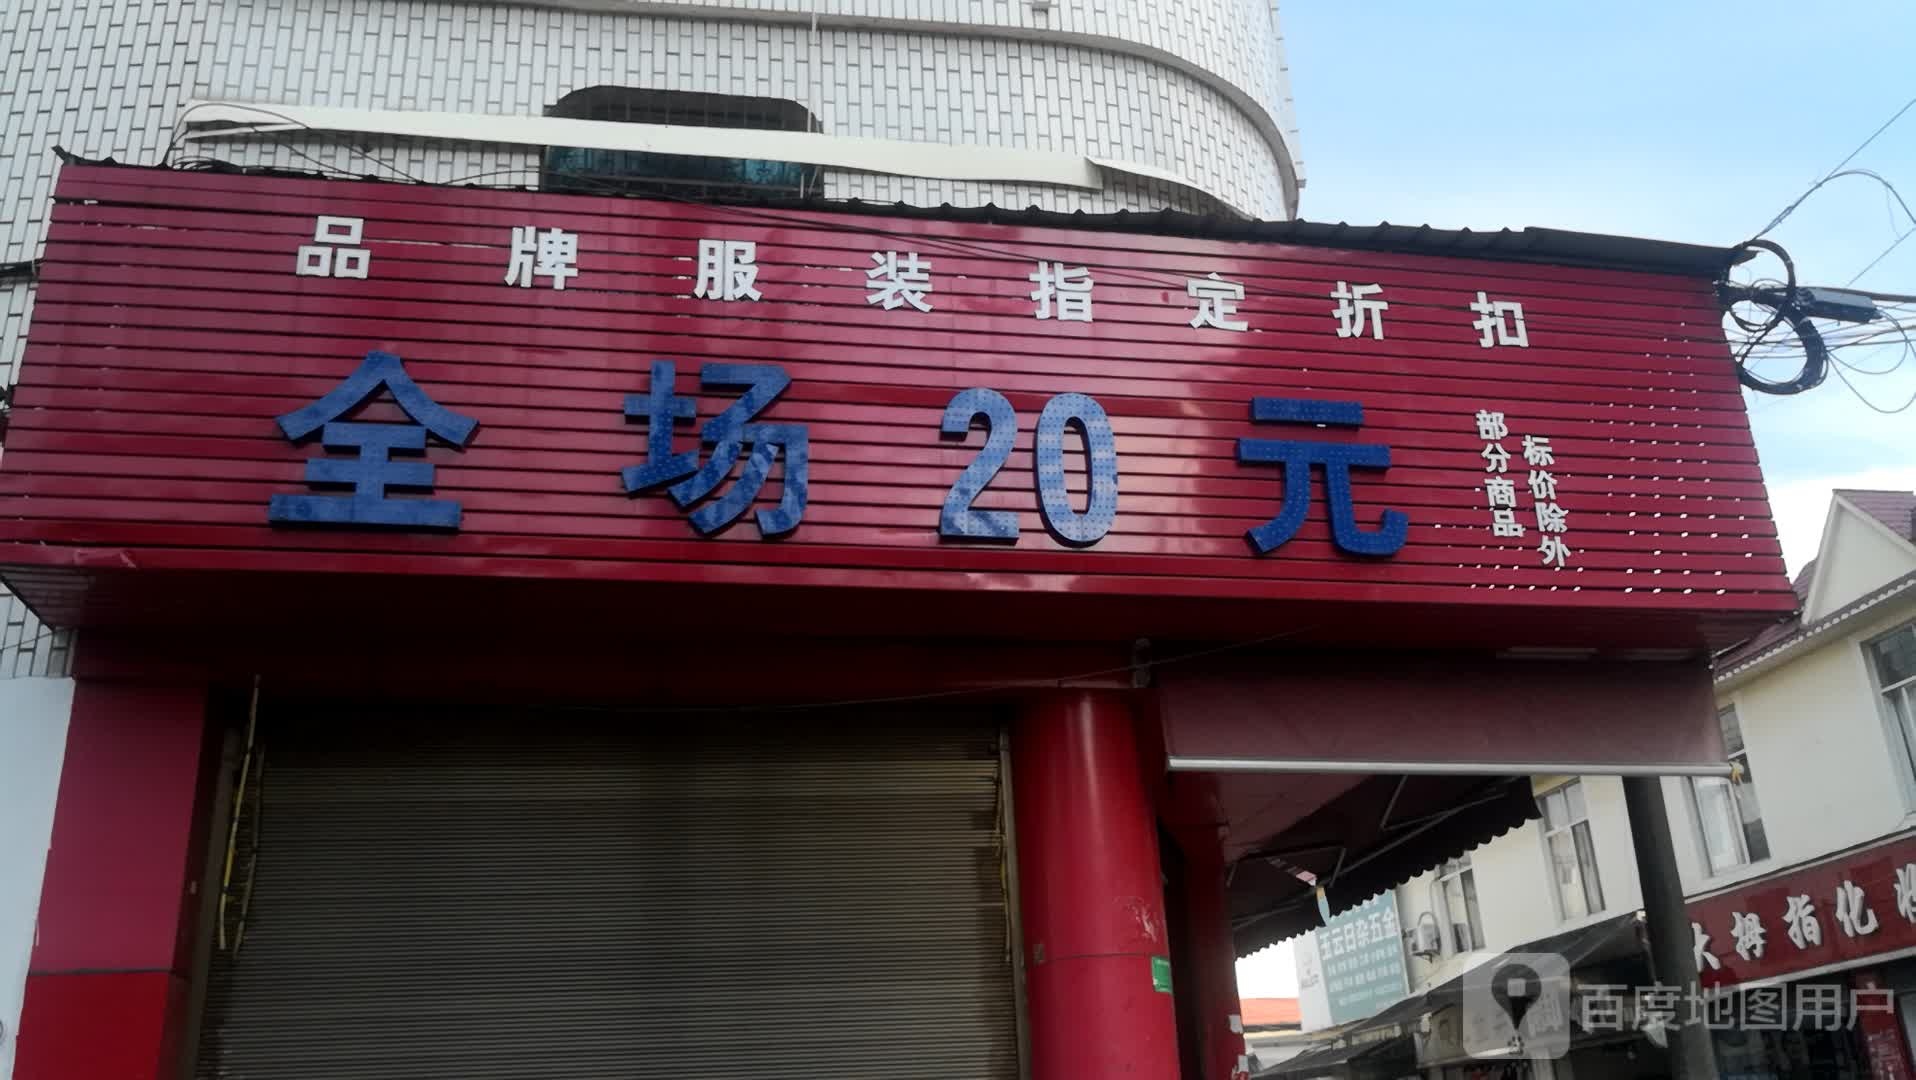 品牌服装指定折扣
全场20元
部分商品
标价除外
玉云日杂五金
大拇指化妆
百度地图用户